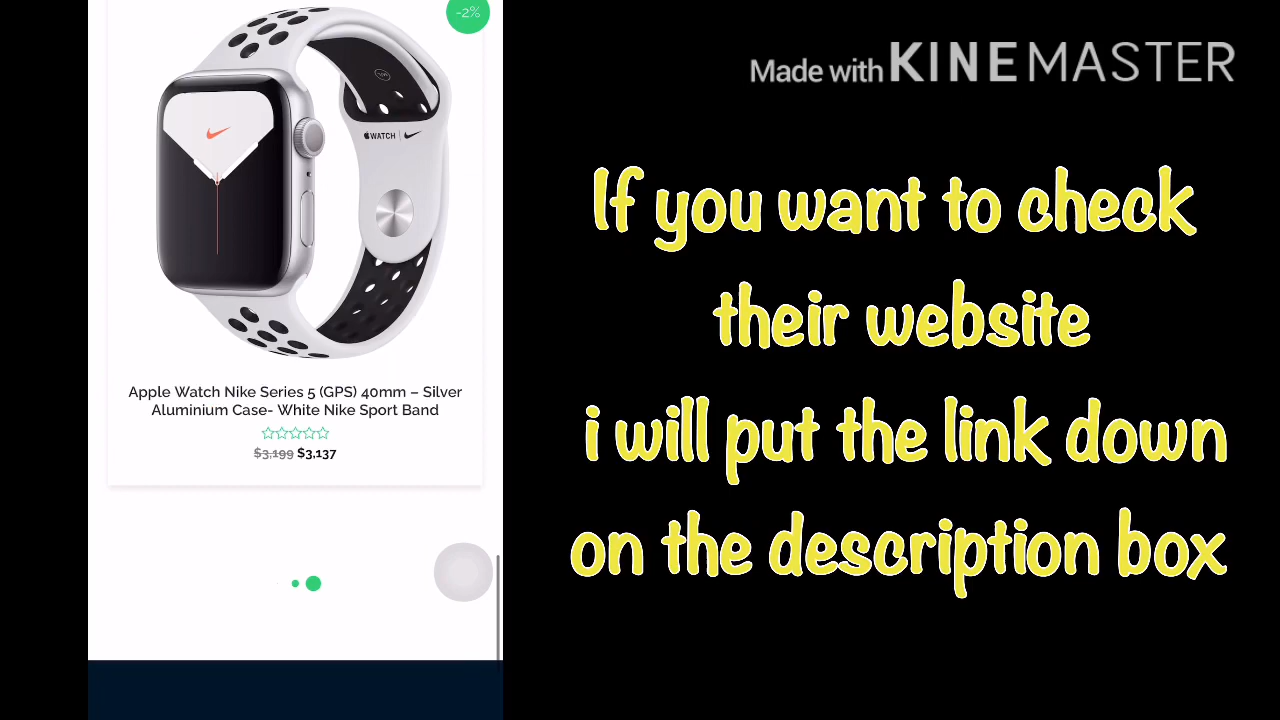 -2%
Made with KINEMASTER
WATCH
If you want to check
their website
i will put the link down
on the description box
Apple Watch Nike Series 5 (GPS) 40mm – Silver
Aluminium Case- White Nike Sport Band
$3,199 $3,137